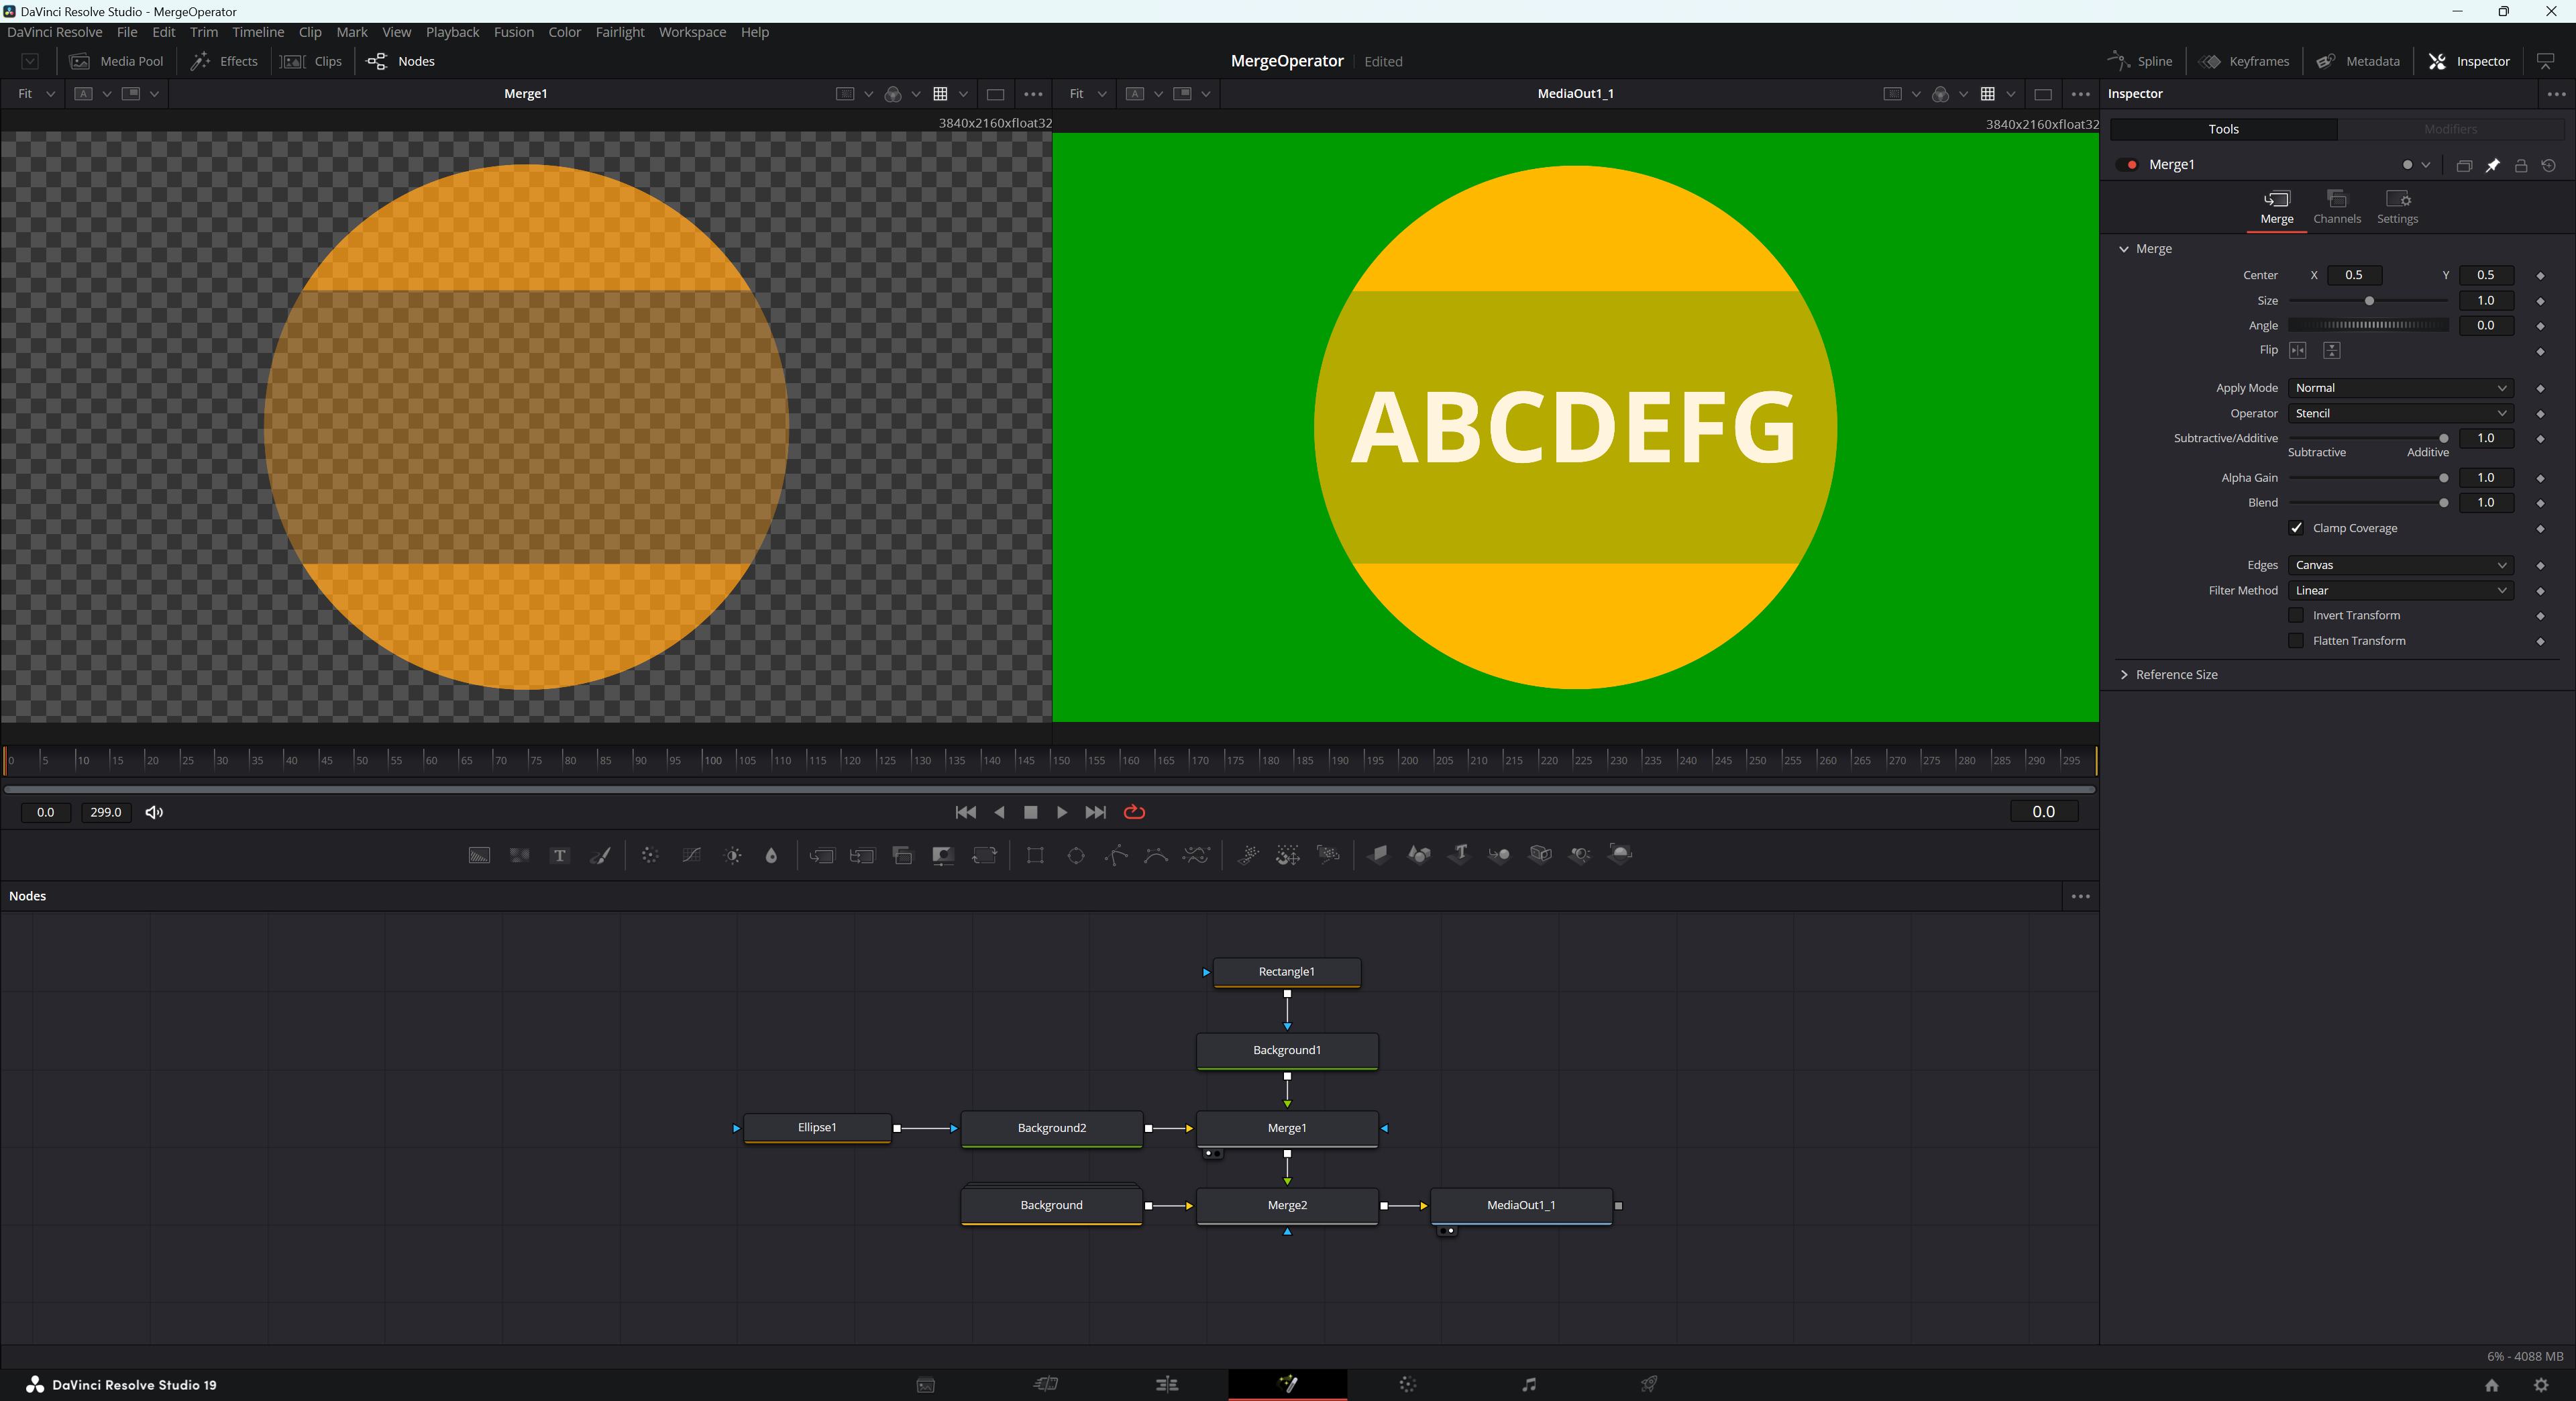 DaVinci Resolve Studio - MergeOperator
DaVinci Resolve File Edit Trim Timeline Clip Mark View Playback Fusion Color Fairlight Workspace Help
Media Pool Effects Clips Nodes MergeOperator Edited Spline Keyframes Metadata Inspector
Fit A Merge1 Fit A MediaOut1_1 Inspector
3840x2160xfloat32 3840x2160xfloat32
Tools Modifiers
Merge1
Merge Channels Settings
Merge
Center X 0.5 Y 0.5
Size 1.0
Angle 0.0
Flip
Apply Mode Normal
Operator Stencil
Subtractive/Additive 1.0
Subtractive Additive
Alpha Gain 1.0
Blend 1.0
Clamp Coverage
Edges Canvas
Filter Method Linear
Invert Transform
Flatten Transform
Reference Size
ABCDEFG
0 5 10 15 20 25 30 35 40 45 50 55 60 65 70 75 80 85 90 95 100 105 110 115 120 125 130 135 140 145 150 155 160 165 170 175 180 185 190 195 200 205 210 215 220 225 230 235 240 245 250 255 260 265 270 275 280 285 290 295
0.0 299.0 0.0
T
Nodes
Rectangle1
Background1
Ellipse1 Background2 Merge1
Background Merge2 MediaOut1_1
6% - 4088 MB
DaVinci Resolve Studio 19